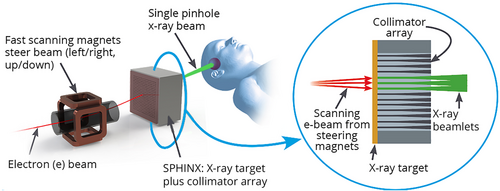 Fast scanning magnets
steer beam (left/right,
up/down)
Single pinhole
x-ray beam
Electron (e) beam
SPHINX: X-ray target
plus collimator array
Collimator
array
Scanning
e-beam from
steering
magnets
X-ray
beamlets
X-ray target